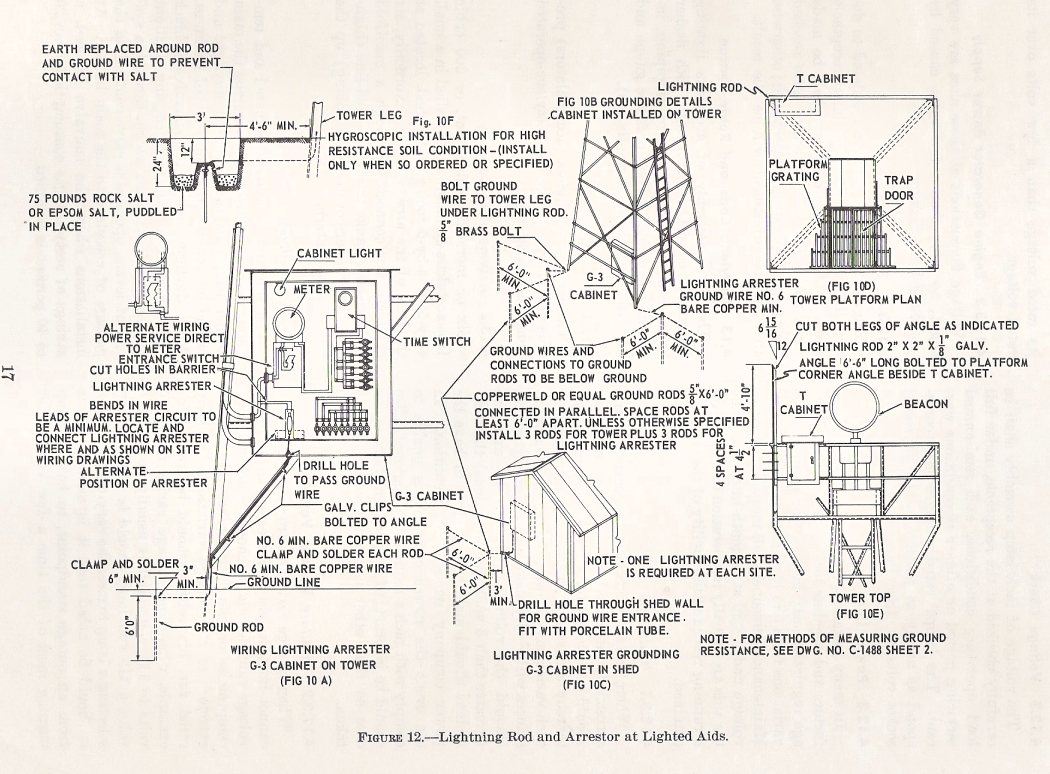 EARTH REPLACED AROUND ROD
AND GROUND WIRE TO PREVENT
CONTACT WITH SALT
3'
4'-6" MIN.
TOWER LEG
12"
24"
Fig. 10F
HYGROSCOPIC INSTALLATION FOR HIGH
RESISTANCE SOIL CONDITION -(INSTALL
ONLY WHEN SO ORDERED OR SPECIFIED)
75 POUNDS ROCK SALT
OR EPSOM SALT, PUDDLED
IN PLACE
FIG 10B GROUNDING DETAILS
CABINET INSTALLED ON TOWER
BOLT GROUND
WIRE TO TOWER LEG
UNDER LIGHTNING ROD.
5/8" BRASS BOLT
6'-0"
MIN.
6'-0"
MIN.
G-3
CABINET
LIGHTNING ARRESTER
GROUND WIRE NO. 6
BARE COPPER MIN.
6'-0"
MIN.
6'-0"
MIN.
GROUND WIRES AND
CONNECTIONS TO GROUND
RODS TO BE BELOW GROUND
COPPERWELD OR EQUAL GROUND RODS 5/8"X6'-0"
CONNECTED IN PARALLEL. SPACE RODS AT
LEAST 6'-0" APART. UNLESS OTHERWISE SPECIFIED
INSTALL 3 RODS FOR TOWER PLUS 3 RODS FOR
LIGHTNING ARRESTER
LIGHTNING ROD
T CABINET
PLATFORM
GRATING
TRAP
DOOR
(FIG 10D)
TOWER PLATFORM PLAN
6 15/16
12
CUT BOTH LEGS OF ANGLE AS INDICATED
LIGHTNING ROD 2" X 2" X 1/8" GALV.
ANGLE 6'-6" LONG BOLTED TO PLATFORM
CORNER ANGLE BESIDE T CABINET.
4'-10"
T
CABINET
BEACON
4 SPACES
AT 4 1/2"
TOWER TOP
(FIG 10E)
CABINET LIGHT
METER
TIME SWITCH
ALTERNATE WIRING
POWER SERVICE DIRECT
TO METER
ENTRANCE SWITCH
CUT HOLES IN BARRIER
LIGHTNING ARRESTER
BENDS IN WIRE
LEADS OF ARRESTER CIRCUIT TO
BE A MINIMUM. LOCATE AND
CONNECT LIGHTNING ARRESTER
WHERE AND AS SHOWN ON SITE
WIRING DRAWINGS
ALTERNATE
POSITION OF ARRESTER
DRILL HOLE
TO PASS GROUND
WIRE
G-3 CABINET
GALV. CLIPS
BOLTED TO ANGLE
NO. 6 MIN. BARE COPPER WIRE
CLAMP AND SOLDER EACH ROD
NO. 6 MIN. BARE COPPER WIRE
GROUND LINE
CLAMP AND SOLDER
6" MIN.
3"
MIN.
6'0"
GROUND ROD
WIRING LIGHTNING ARRESTER
G-3 CABINET ON TOWER
(FIG 10 A)
6'-0"
6'-0"
3'
MIN.
NOTE - ONE LIGHTNING ARRESTER
IS REQUIRED AT EACH SITE.
DRILL HOLE THROUGH SHED WALL
FOR GROUND WIRE ENTRANCE.
FIT WITH PORCELAIN TUBE.
LIGHTNING ARRESTER GROUNDING
G-3 CABINET IN SHED
(FIG 10C)
NOTE - FOR METHODS OF MEASURING GROUND
RESISTANCE, SEE DWG. NO. C-1488 SHEET 2.
17
FIGURE 12.—Lightning Rod and Arrestor at Lighted Aids.